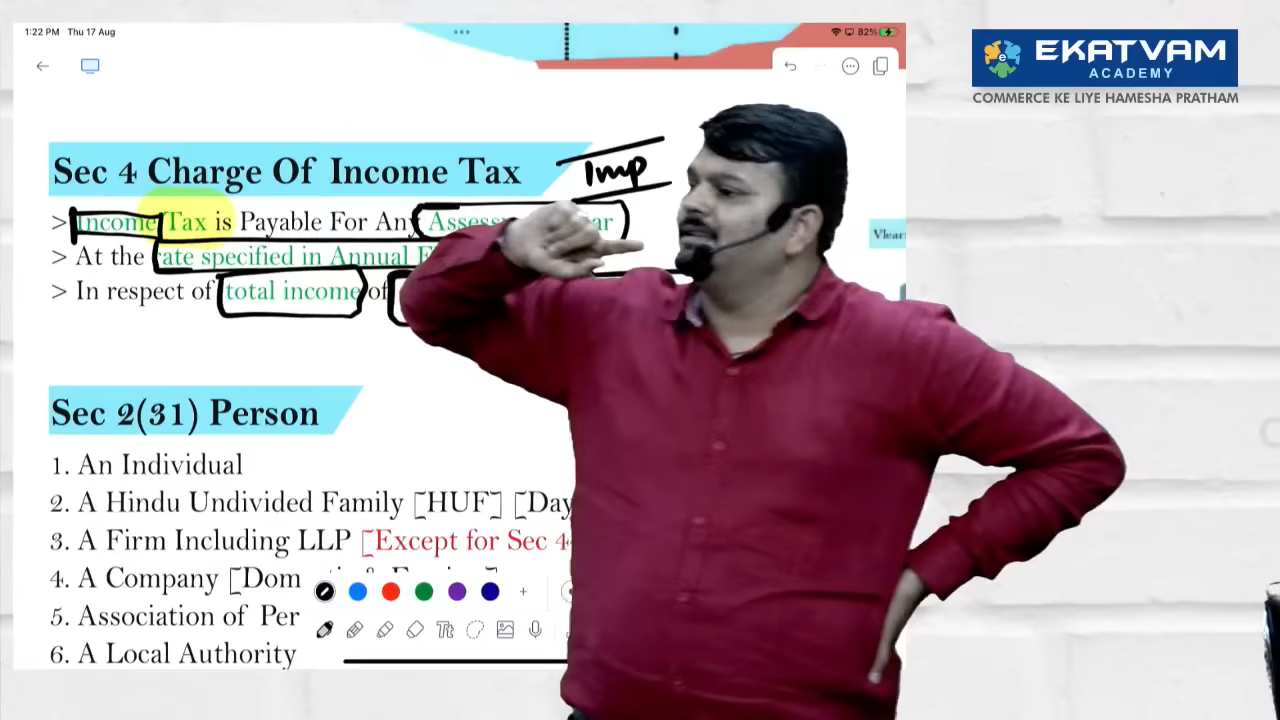 1:22 PM Thu 17 Aug
82%
EKATVAM
ACADEMY
COMMERCE KE LIYE HAMESHA PRATHAM
Sec 4 Charge Of Income Tax
Imp
> Income Tax is Payable For Any
> At the rate specified in Annual
> In respect of total income of
Sec 2(31) Person
1. An Individual
2. A Hindu Undivided Family [HUF] [Day
3. A Firm Including LLP [Except for Sec 4
4. A Company [Dom
5. Association of Per
6. A Local Authority
Tt